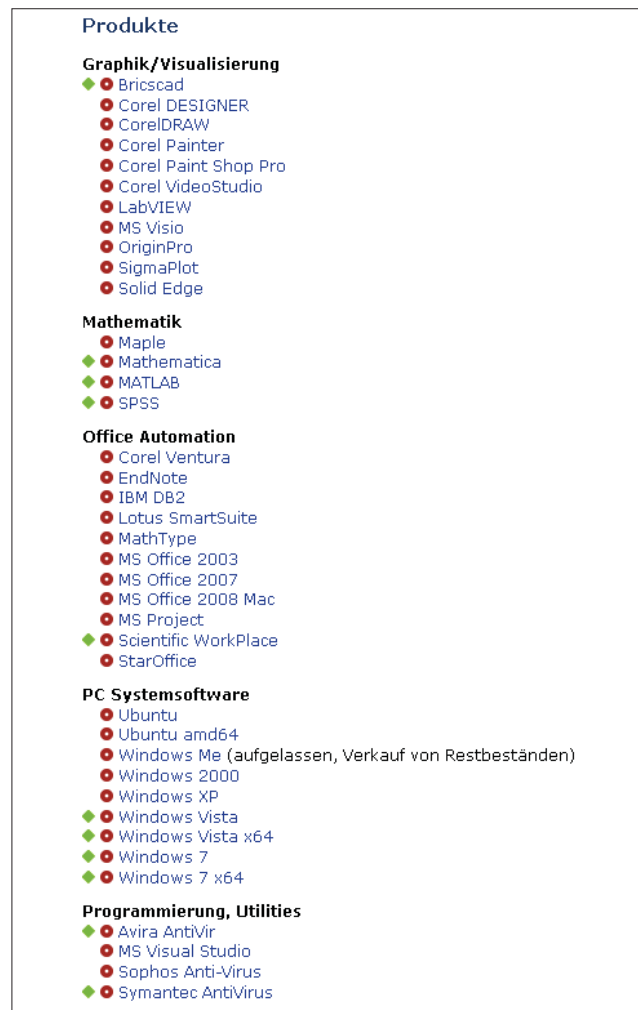 Produkte
Graphik/Visualisierung
Bricscad
Corel DESIGNER
CorelDRAW
Corel Painter
Corel Paint Shop Pro
Corel VideoStudio
LabVIEW
MS Visio
OriginPro
SigmaPlot
Solid Edge
Mathematik
Maple
Mathematica
MATLAB
SPSS
Office Automation
Corel Ventura
EndNote
IBM DB2
Lotus SmartSuite
MathType
MS Office 2003
MS Office 2007
MS Office 2008 Mac
MS Project
Scientific WorkPlace
StarOffice
PC Systemsoftware
Ubuntu
Ubuntu amd64
Windows Me (aufgelassen, Verkauf von Restbeständen)
Windows 2000
Windows XP
Windows Vista
Windows Vista x64
Windows 7
Windows 7 x64
Programmierung, Utilities
Avira AntiVir
MS Visual Studio
Sophos Anti-Virus
Symantec AntiVirus